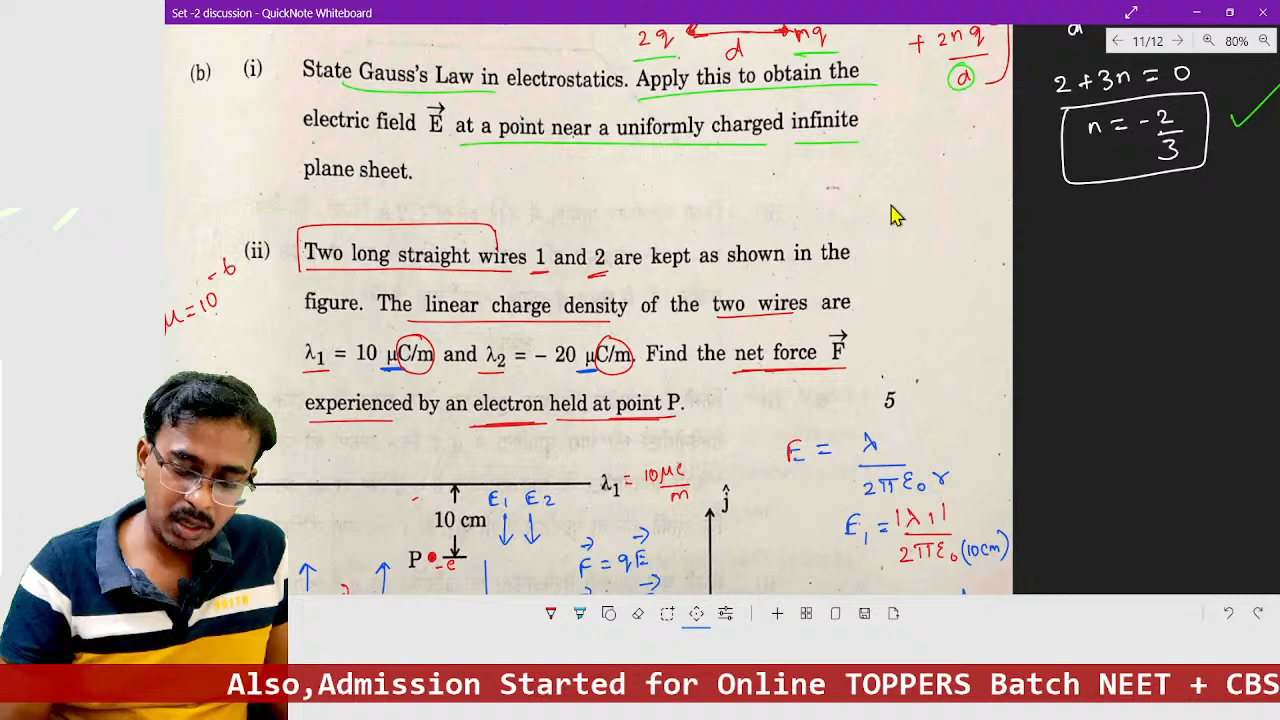 Set -2 discussion - QuickNote Whiteboard
11/12
80%
2q d nq
+ 2nq
d
2 + 3n = 0
n = - 2/3
(b) (i) State Gauss's Law in electrostatics. Apply this to obtain the
electric field E⃗ at a point near a uniformly charged infinite
plane sheet.
(ii) Two long straight wires 1 and 2 are kept as shown in the
figure. The linear charge density of the two wires are
λ1 = 10 μC/m and λ2 = − 20 μC/m. Find the net force F⃗
experienced by an electron held at point P.
5
μ = 10^-6
λ1 = 10μc/m
E1 E2
10 cm
P -e
ĵ
F⃗ = qE⃗
E = λ / 2πε0 r
E1 = |λ1| / 2πε0 (10cm)
Also,Admission Started for Online TOPPERS Batch NEET + CBS